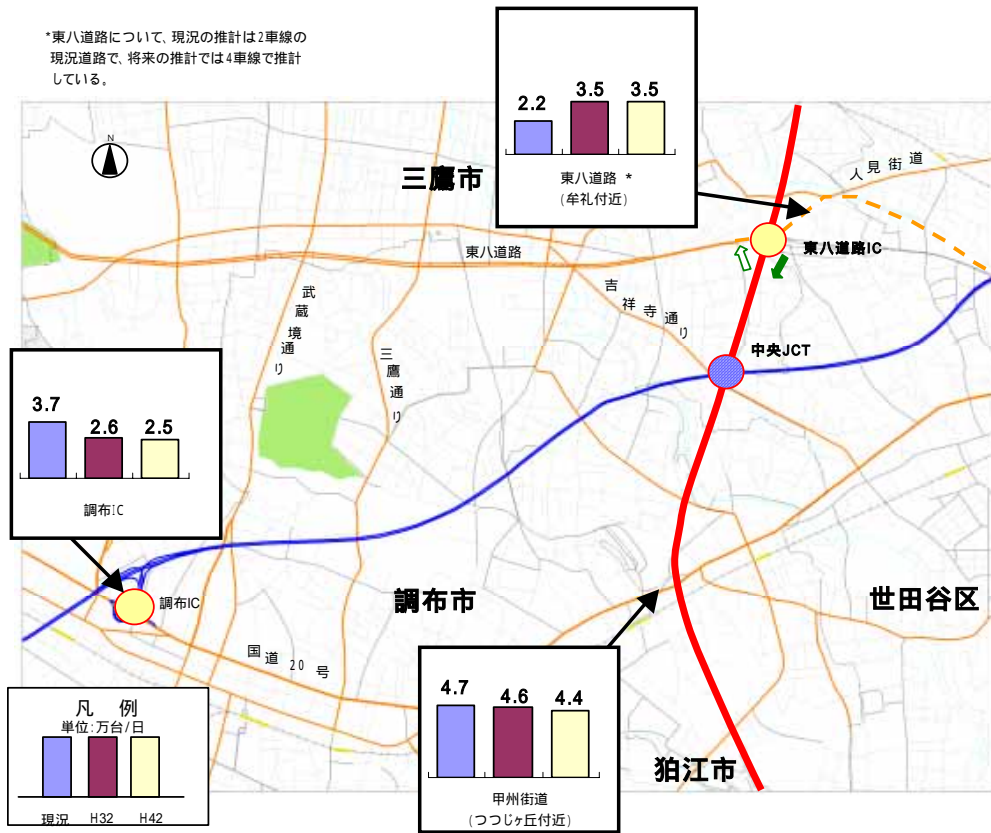 *東八道路について、現況の推計は2車線の
現況道路で、将来の推計では4車線で推計
している。
N
2.2 3.5 3.5
東八道路 *
(牟礼付近)
三鷹市
人見街道
東八道路
東八道路IC
武蔵境通り
吉祥寺通り
三鷹通り
中央JCT
3.7 2.6 2.5
調布IC
調布IC
調布市
世田谷区
国道20号
4.7 4.6 4.4
甲州街道
(つつじヶ丘付近)
狛江市
凡 例
単位:万台/日
現況 H32 H42